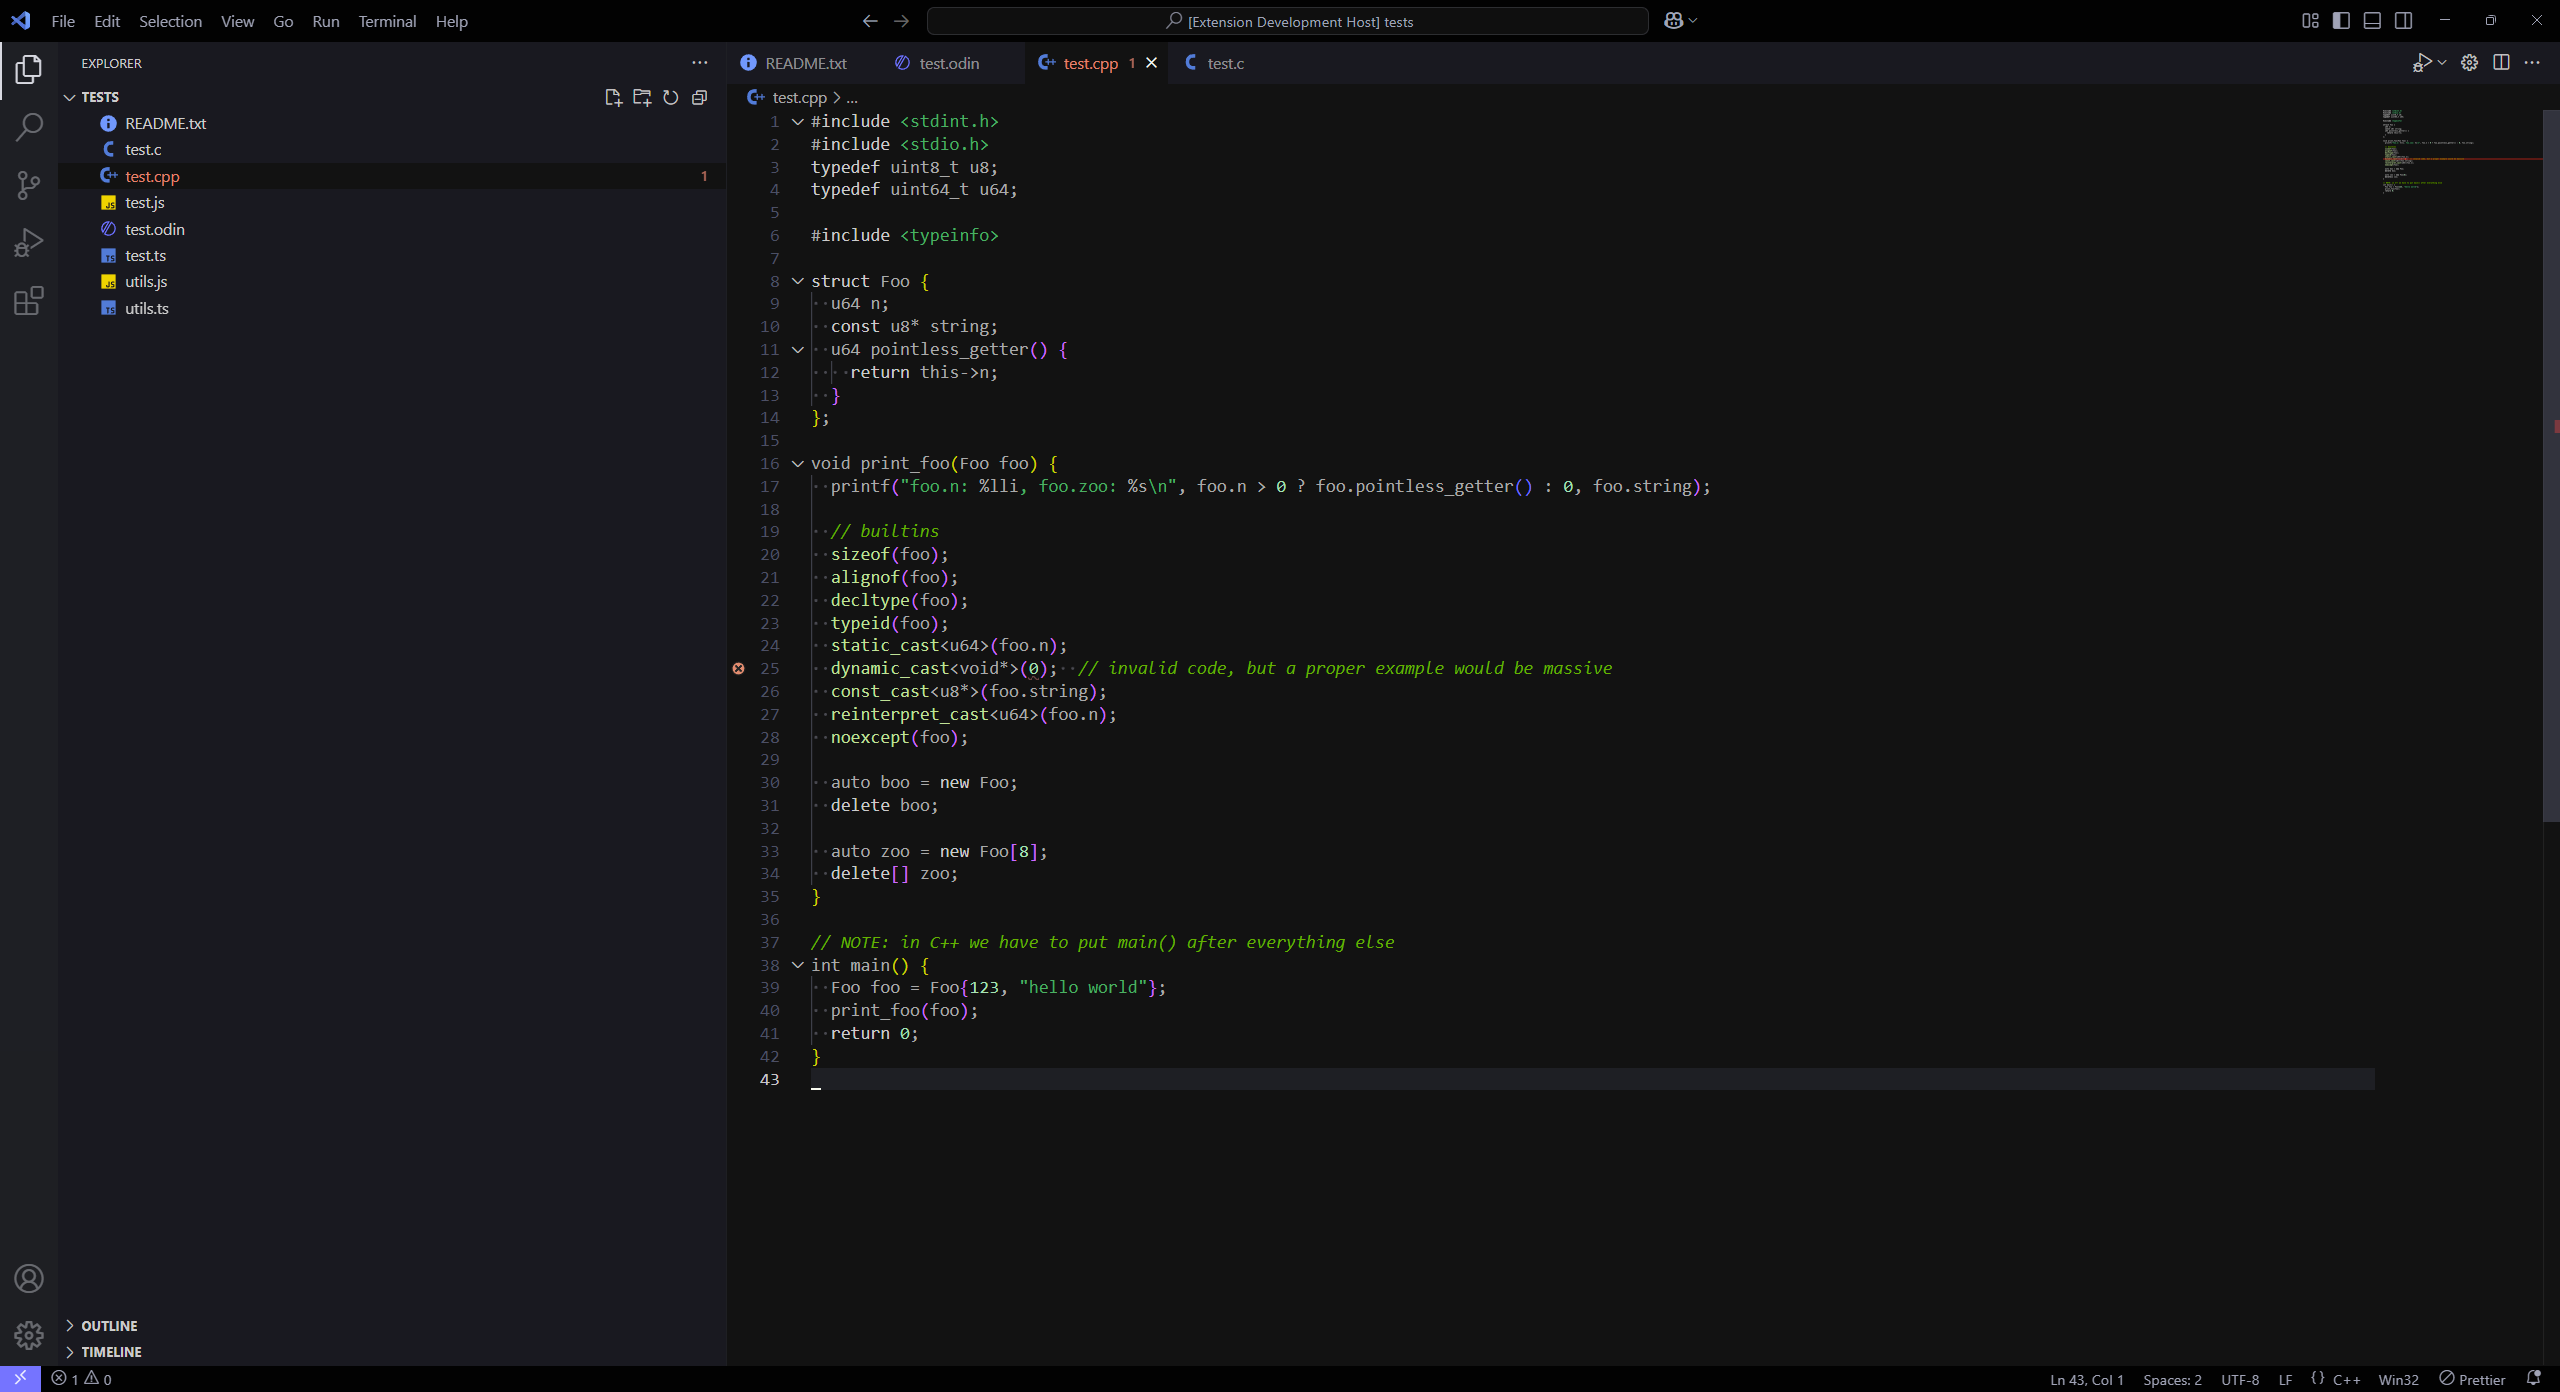 File Edit Selection View Go Run Terminal Help
[Extension Development Host] tests
EXPLORER
TESTS
README.txt
test.c
test.cpp 1
test.js
test.odin
test.ts
utils.js
utils.ts
OUTLINE
TIMELINE
README.txt test.odin test.cpp 1 test.c
test.cpp > ...
1 #include <stdint.h>
2 #include <stdio.h>
3 typedef uint8_t u8;
4 typedef uint64_t u64;
5
6 #include <typeinfo>
7
8 struct Foo {
9 u64 n;
10 const u8* string;
11 u64 pointless_getter() {
12 return this->n;
13 }
14 };
15
16 void print_foo(Foo foo) {
17 printf("foo.n: %lli, foo.zoo: %s\n", foo.n > 0 ? foo.pointless_getter() : 0, foo.string);
18
19 // builtins
20 sizeof(foo);
21 alignof(foo);
22 decltype(foo);
23 typeid(foo);
24 static_cast<u64>(foo.n);
25 dynamic_cast<void*>(0); // invalid code, but a proper example would be massive
26 const_cast<u8*>(foo.string);
27 reinterpret_cast<u64>(foo.n);
28 noexcept(foo);
29
30 auto boo = new Foo;
31 delete boo;
32
33 auto zoo = new Foo[8];
34 delete[] zoo;
35 }
36
37 // NOTE: in C++ we have to put main() after everything else
38 int main() {
39 Foo foo = Foo{123, "hello world"};
40 print_foo(foo);
41 return 0;
42 }
43
1 0
Ln 43, Col 1 Spaces: 2 UTF-8 LF {} C++ Win32 Prettier